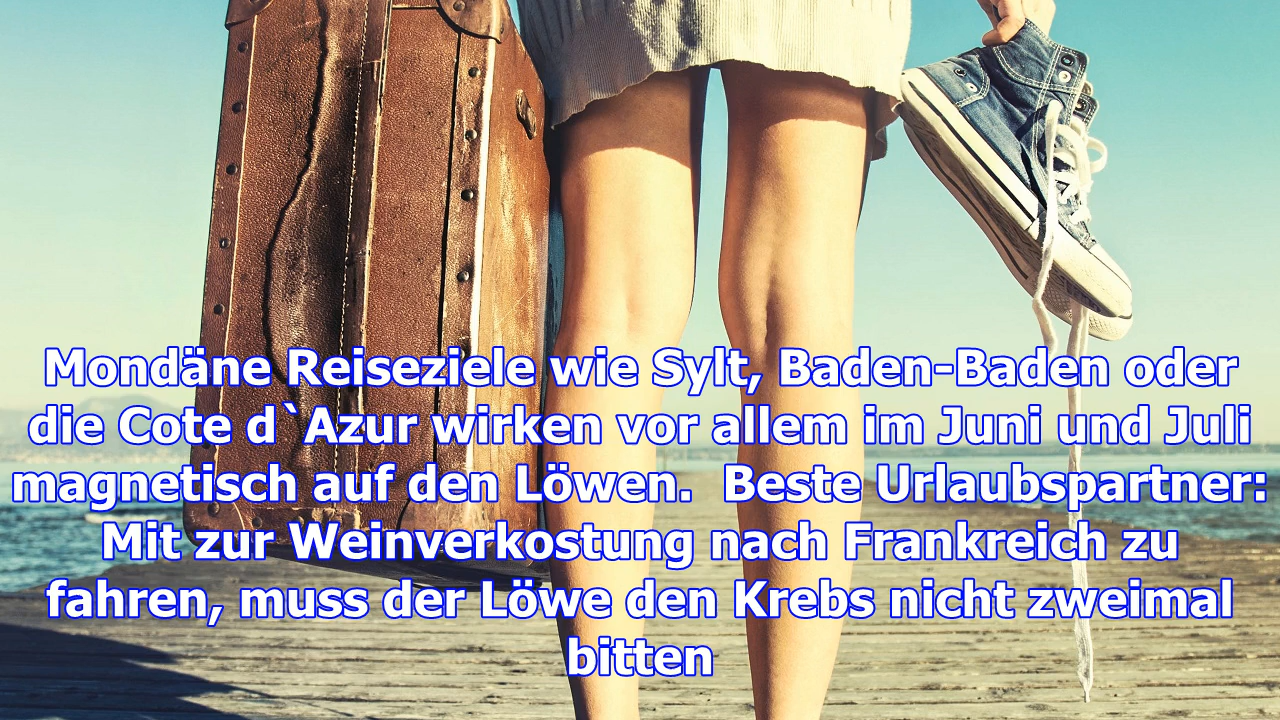 Mondäne Reiseziele wie Sylt, Baden-Baden oder
die Cote d`Azur wirken vor allem im Juni und Juli
magnetisch auf den Löwen.  Beste Urlaubspartner:
Mit zur Weinverkostung nach Frankreich zu
fahren, muss der Löwe den Krebs nicht zweimal
bitten